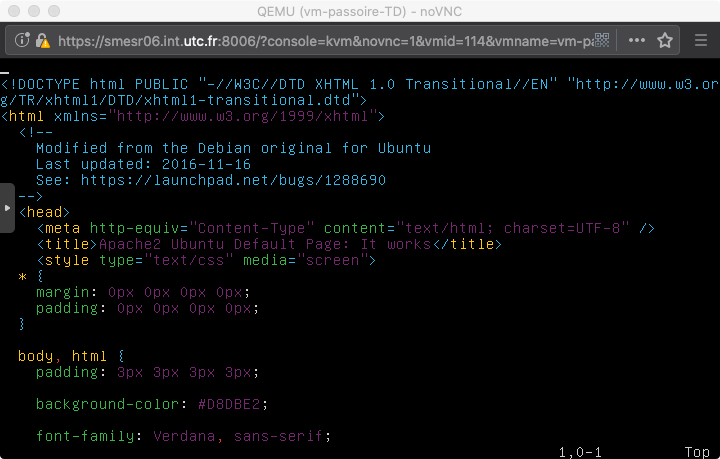 QEMU (vm-passoire-TD) - noVNC
https://smesr06.int.utc.fr:8006/?console=kvm&novnc=1&vmid=114&vmname=vm-pa
<!DOCTYPE html PUBLIC "-//W3C//DTD XHTML 1.0 Transitional//EN" "http://www.w3.or
g/TR/xhtml1/DTD/xhtml1-transitional.dtd">
<html xmlns="http://www.w3.org/1999/xhtml">
  <!--
    Modified from the Debian original for Ubuntu
    Last updated: 2016-11-16
    See: https://launchpad.net/bugs/1288690
  -->
  <head>
    <meta http-equiv="Content-Type" content="text/html; charset=UTF-8" />
    <title>Apache2 Ubuntu Default Page: It works</title>
    <style type="text/css" media="screen">
  * {
    margin: 0px 0px 0px 0px;
    padding: 0px 0px 0px 0px;
  }
  body, html {
    padding: 3px 3px 3px 3px;
    background-color: #D8DBE2;
    font-family: Verdana, sans-serif;
1,0-1 Top